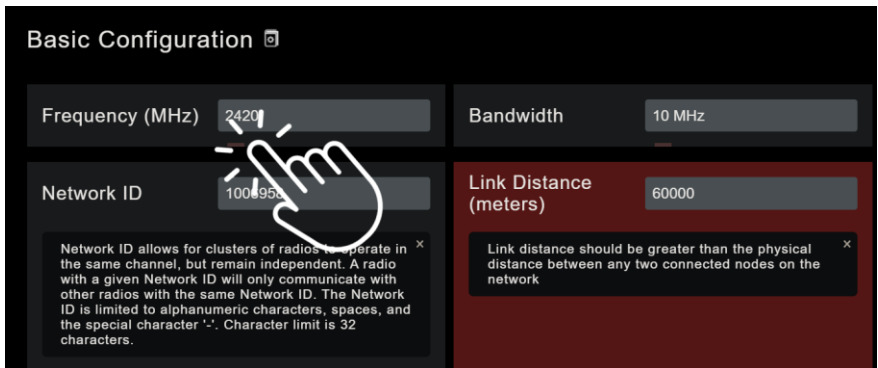 Basic Configuration
Frequency (MHz)
2420
Bandwidth
10 MHz
Network ID
Link Distance
(meters)
60000
Network ID allows for clusters of radios to operate in
the same channel, but remain independent. A radio
with a given Network ID will only communicate with
other radios with the same Network ID. The Network
ID is limited to alphanumeric characters, spaces, and
the special character '-'. Character limit is 32
characters.
×
Link distance should be greater than the physical
distance between any two connected nodes on the
network
×